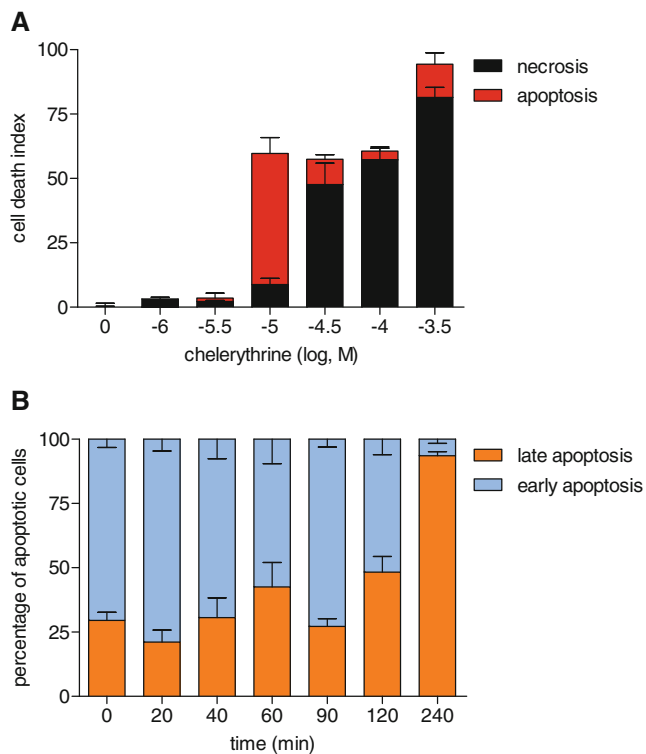 A
100
75
50
25
0
cell death index
0 -6 -5.5 -5 -4.5 -4 -3.5
chelerythrine (log, M)
necrosis
apoptosis
B
100
75
50
25
0
percentage of apoptotic cells
0 20 40 60 90 120 240
time (min)
late apoptosis
early apoptosis